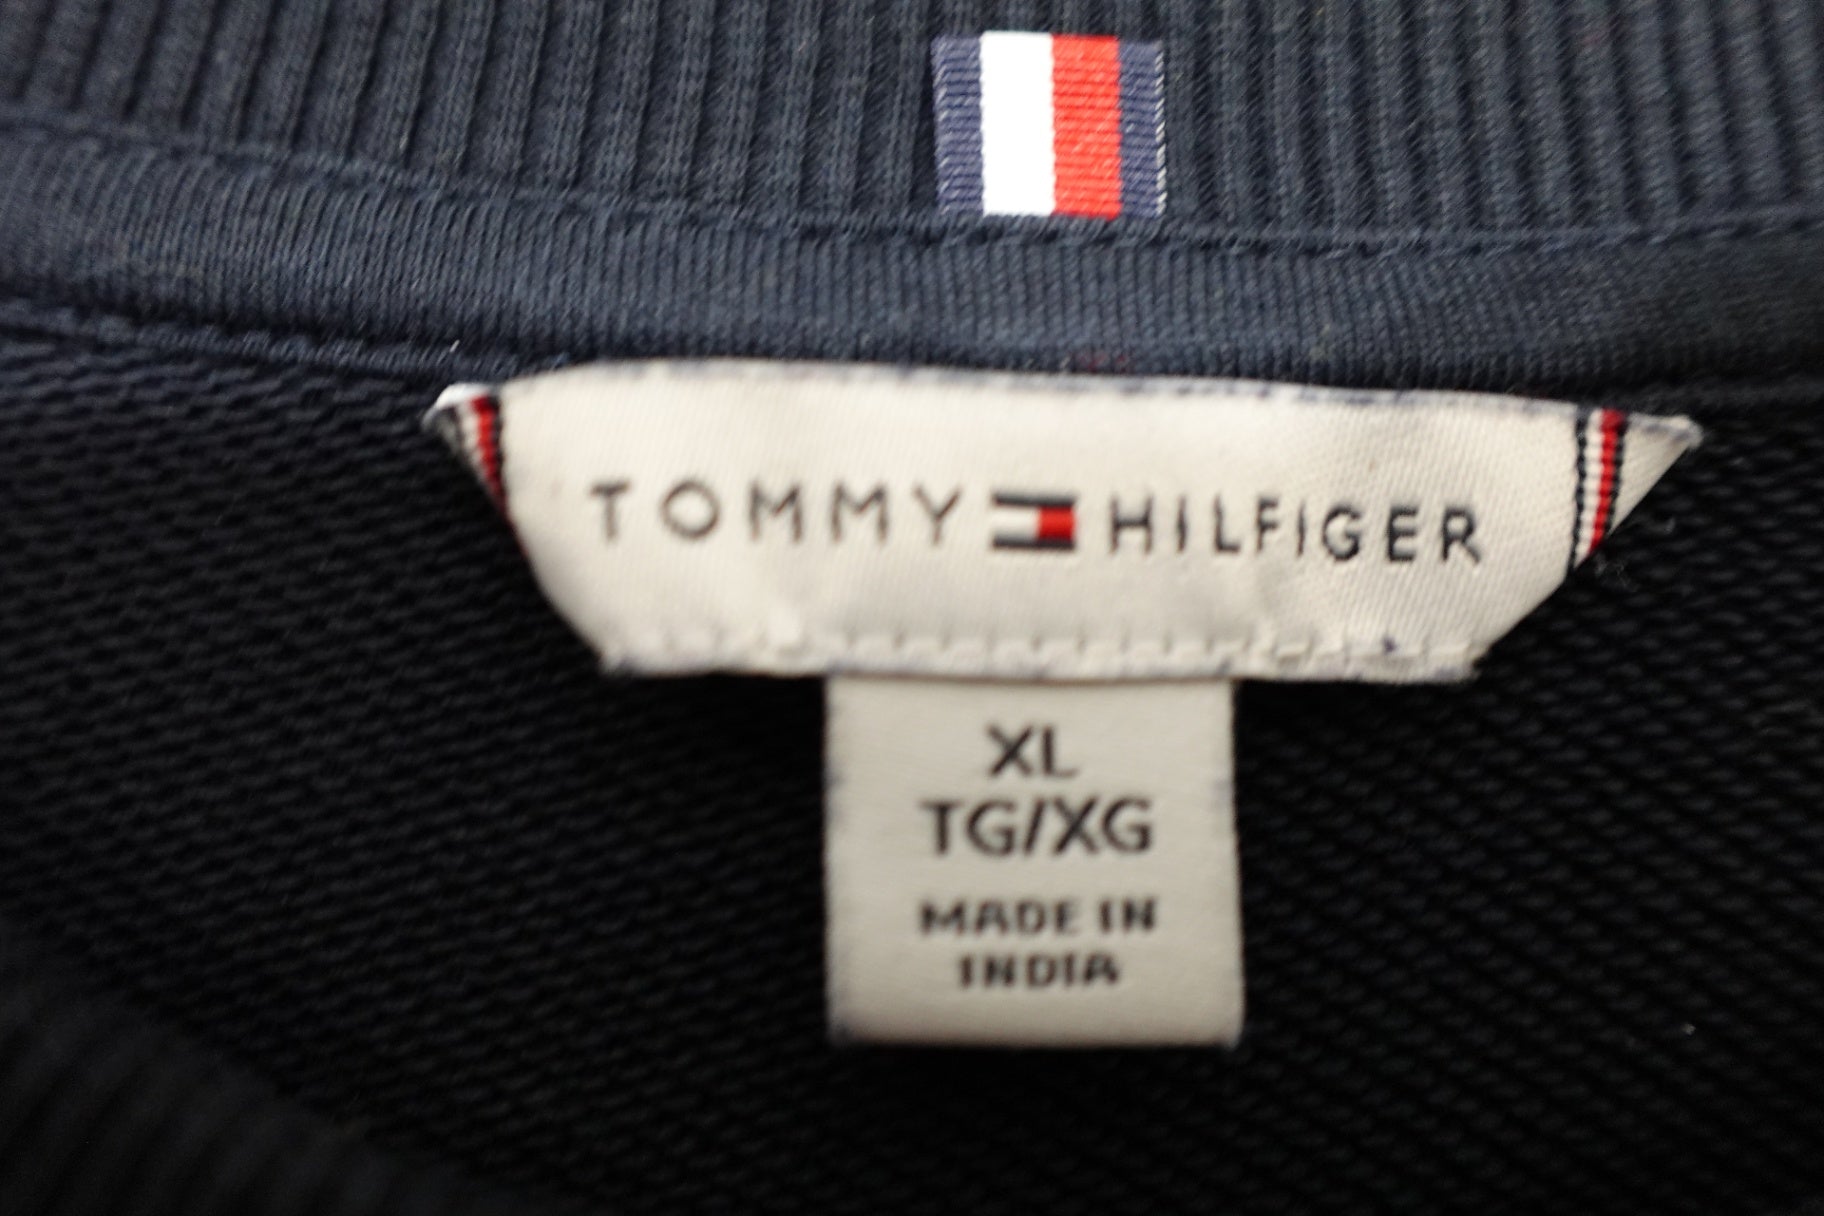 TOMMY HILFIGER
XL
TG/XG
MADE IN
INDIA